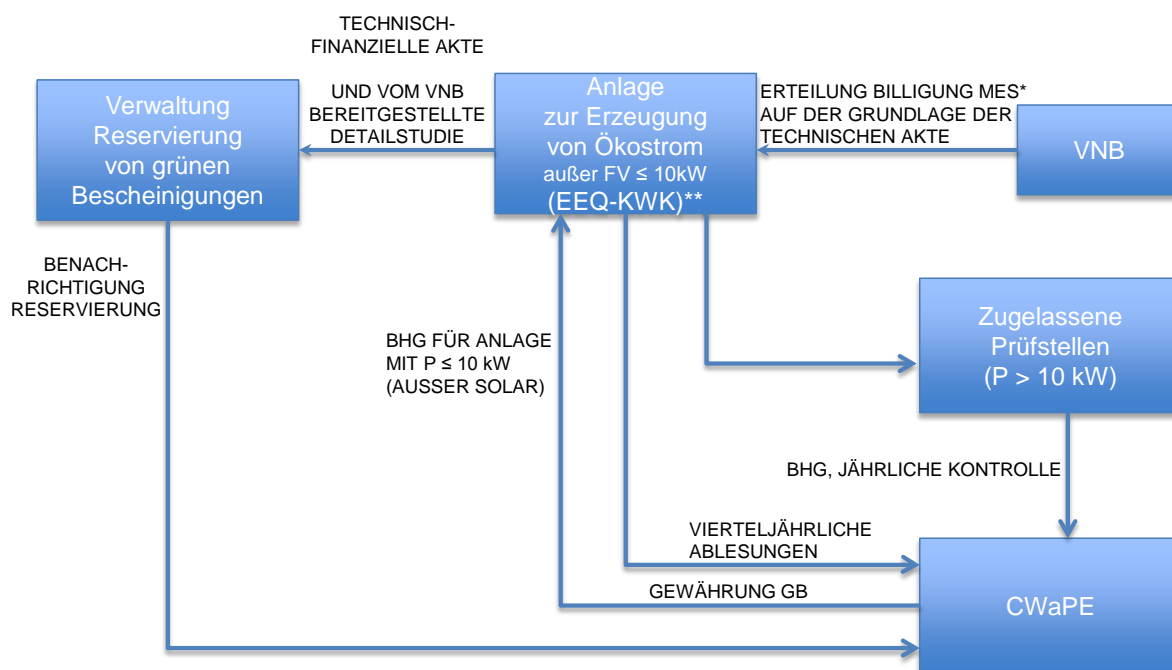 TECHNISCH-
FINANZIELLE AKTE
UND VOM VNB
BEREITGESTELLTE
DETAILSTUDIE
Verwaltung
Reservierung
von grünen
Bescheinigungen
Anlage
zur Erzeugung
von Ökostrom
außer FV ≤ 10kW
(EEQ-KWK)**
ERTEILUNG BILLIGUNG MES*
AUF DER GRUNDLAGE DER
TECHNISCHEN AKTE
VNB
BENACH-
RICHTIGUNG
RESERVIERUNG
BHG FÜR ANLAGE
MIT P ≤ 10 kW
(AUSSER SOLAR)
Zugelassene
Prüfstellen
(P > 10 kW)
BHG, JÄHRLICHE KONTROLLE
VIERTELJÄHRLICHE
ABLESUNGEN
GEWÄHRUNG GB
CWaPE